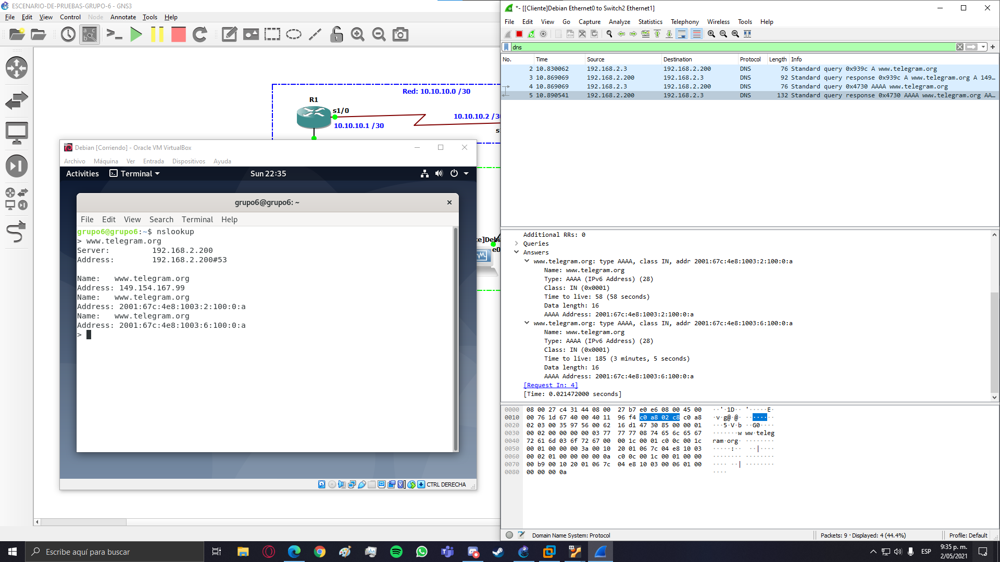 ESCENARIO-DE-PRUEBAS-GRUPO-6 - GNS3
File Edit View Control Node Annotate Tools Help
Red: 10.10.10.0 /30
R1
s1/0
10.10.10.2 /30
10.10.10.1 /30
s
Debian [Corriendo] - Oracle VM VirtualBox
Archivo Máquina Ver Entrada Dispositivos Ayuda
Activities Terminal Sun 22:35
grupo6@grupo6: ~
File Edit View Search Terminal Help
grupo6@grupo6:~$ nslookup
> www.telegram.org
Server: 192.168.2.200
Address: 192.168.2.200#53
Name: www.telegram.org
Address: 149.154.167.99
Name: www.telegram.org
Address: 2001:67c:4e8:1003:2:100:0:a
Name: www.telegram.org
Address: 2001:67c:4e8:1003:6:100:0:a
>
te]Debia
e0
CTRL DERECHA
*- [[Cliente]Debian Ethernet0 to Switch2 Ethernet1]
File Edit View Go Capture Analyze Statistics Telephony Wireless Tools Help
dns
No. Time Source Destination Protocol Length Info
2 10.830062 192.168.2.3 192.168.2.200 DNS 76 Standard query 0x939c A www.telegram.org
3 10.869069 192.168.2.200 192.168.2.3 DNS 92 Standard query response 0x939c A www.telegram.org A 149…
4 10.869069 192.168.2.3 192.168.2.200 DNS 76 Standard query 0x4730 AAAA www.telegram.org
5 10.890541 192.168.2.200 192.168.2.3 DNS 132 Standard query response 0x4730 AAAA www.telegram.org AA…
Additional RRs: 0
Queries
Answers
www.telegram.org: type AAAA, class IN, addr 2001:67c:4e8:1003:2:100:0:a
Name: www.telegram.org
Type: AAAA (IPv6 Address) (28)
Class: IN (0x0001)
Time to live: 58 (58 seconds)
Data length: 16
AAAA Address: 2001:67c:4e8:1003:2:100:0:a
www.telegram.org: type AAAA, class IN, addr 2001:67c:4e8:1003:6:100:0:a
Name: www.telegram.org
Type: AAAA (IPv6 Address) (28)
Class: IN (0x0001)
Time to live: 185 (3 minutes, 5 seconds)
Data length: 16
AAAA Address: 2001:67c:4e8:1003:6:100:0:a
[Request In: 4]
[Time: 0.021472000 seconds]
0000 08 00 27 c4 31 44 08 00 27 b7 e0 e6 08 00 45 00 ··'·1D·· '·····E·
0010 00 76 1d 67 40 00 40 11 96 f4 c0 a8 02 c8 c0 a8 ·v·g@·@· ········
0020 02 03 00 35 97 56 00 62 16 d1 47 30 85 00 00 01 ···5·V·b ··G0····
0030 00 02 00 00 00 00 03 77 77 77 08 74 65 6c 65 67 ·······w ww·teleg
0040 72 61 6d 03 6f 72 67 00 00 1c 00 01 c0 0c 00 1c ram·org· ········
0050 00 01 00 00 00 3a 00 10 20 01 06 7c 04 e8 10 03 ·····:·· ··|····
0060 00 02 01 00 00 00 00 0a c0 0c 00 1c 00 01 00 00 ········ ········
0070 00 b9 00 10 20 01 06 7c 04 e8 10 03 00 06 01 00 ···· ··| ········
0080 00 00 00 0a ····
Domain Name System: Protocol Packets: 9 · Displayed: 4 (44.4%) Profile: Default
Escribe aquí para buscar
ESP
9:35 p. m.
2/05/2021